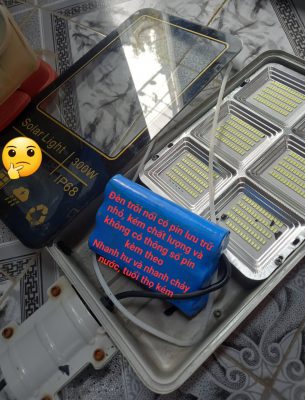 Solar Light
300W
IP68
Đèn trôi nổi có pin lưu trữ
nhỏ, kém chất lượng và
không có thông số pin
kèm theo
Nhanh hư và nhanh chảy
nước, tuổi thọ kém